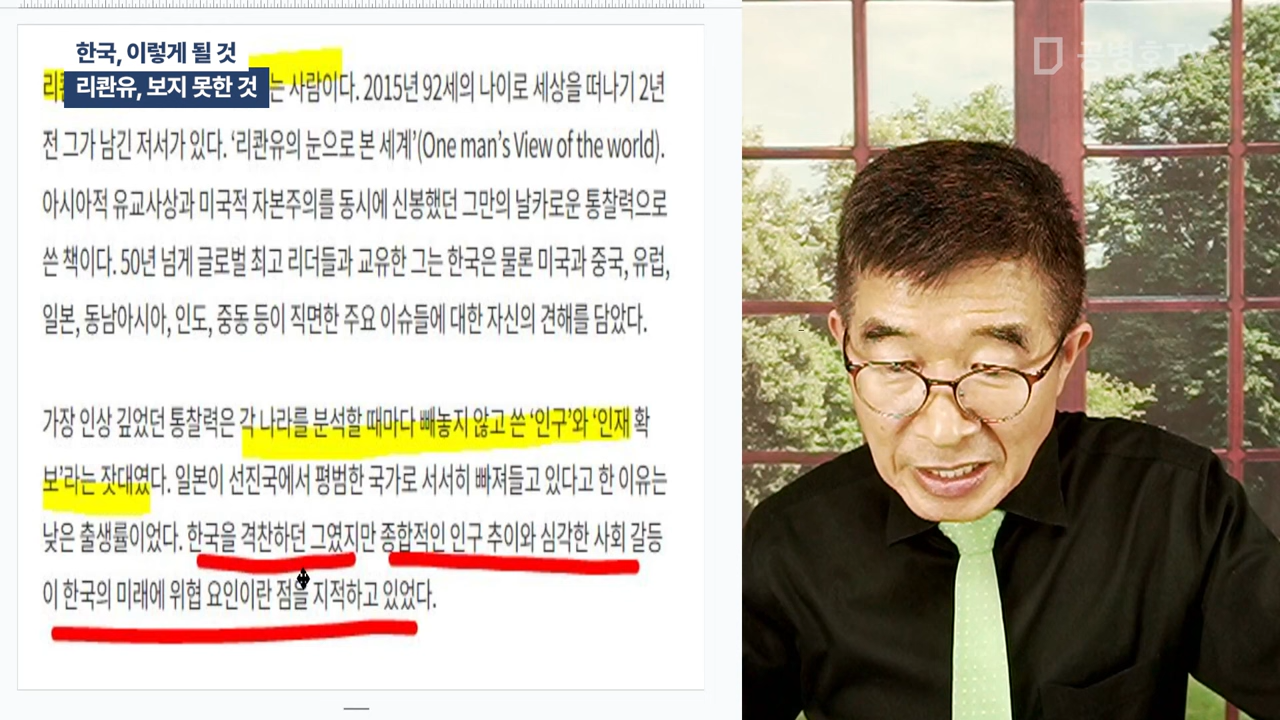 한국, 이렇게 될 것
리콴유, 보지 못한 것
는 사람이다. 2015년 92세의 나이로 세상을 떠나기 2년
전 그가 남긴 저서가 있다. ‘리콴유의 눈으로 본 세계’(One man’s View of the world).
아시아적 유교사상과 미국적 자본주의를 동시에 신봉했던 그만의 날카로운 통찰력으로
쓴 책이다. 50년 넘게 글로벌 최고 리더들과 교유한 그는 한국은 물론 미국과 중국, 유럽,
일본, 동남아시아, 인도, 중동 등이 직면한 주요 이슈들에 대한 자신의 견해를 담았다.
가장 인상 깊었던 통찰력은 각 나라를 분석할 때마다 빼놓지 않고 쓴 ‘인구’와 ‘인재 확
보’라는 잣대였다. 일본이 선진국에서 평범한 국가로 서서히 빠져들고 있다고 한 이유는
낮은 출생률이었다. 한국을 격찬하던 그였지만 종합적인 인구 추이와 심각한 사회 갈등
이 한국의 미래에 위협 요인이란 점을 지적하고 있었다.